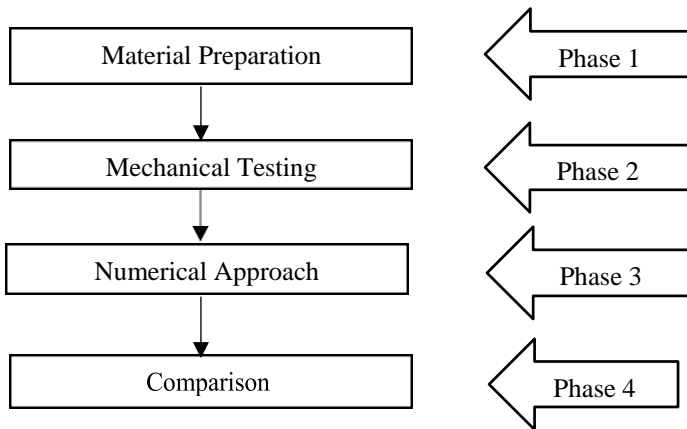 Material Preparation
Phase 1
Mechanical Testing
Phase 2
Numerical Approach
Phase 3
Comparison
Phase 4